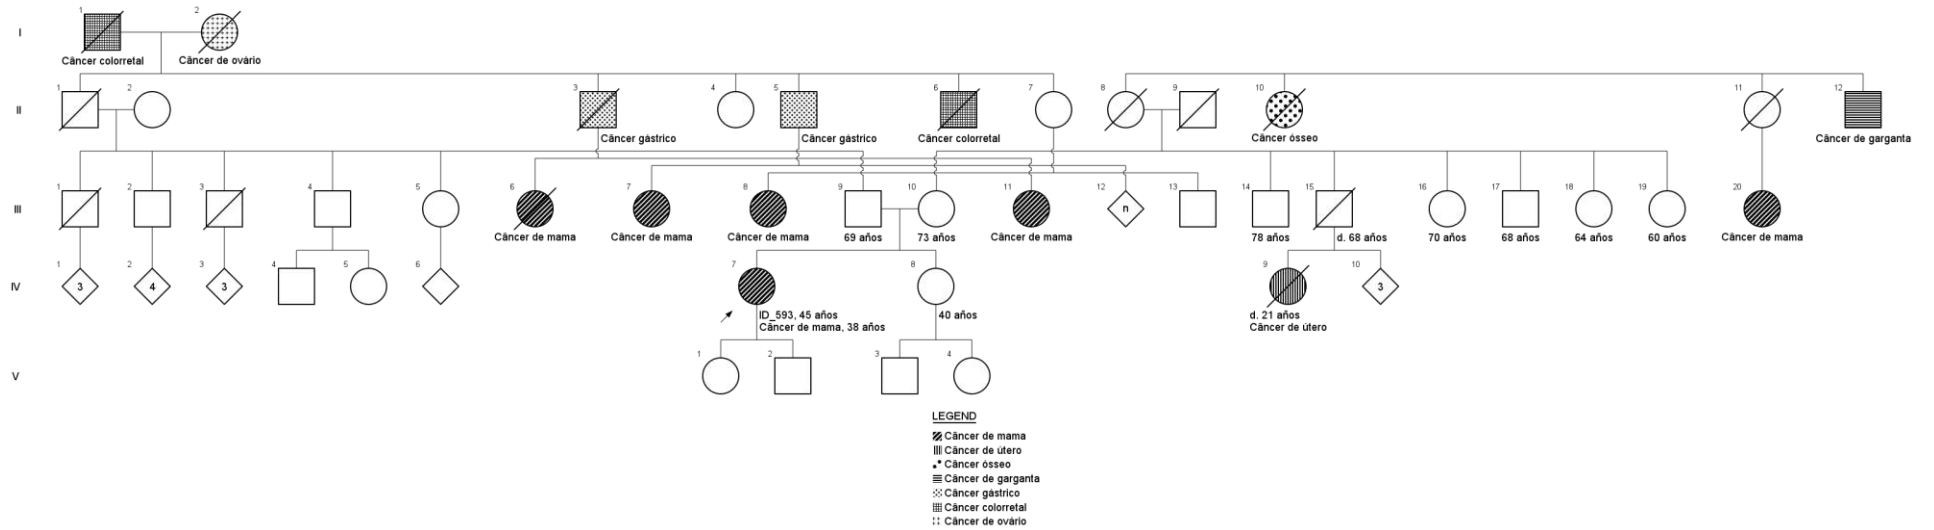 I
1
2
Câncer colorretal
Câncer de ovário
II
1
2
3
4
5
6
7
8
9
10
11
12
Câncer gástrico
Câncer gástrico
Câncer colorretal
Câncer ósseo
Câncer de garganta
III
1
2
3
4
5
6
7
8
9
10
11
12
13
14
15
16
17
18
19
20
n
Câncer de mama
Câncer de mama
Câncer de mama
69 años
73 años
Câncer de mama
78 años
d. 68 años
70 años
68 años
64 años
60 años
Câncer de mama
IV
1
2
3
4
5
6
7
8
9
10
3
4
3
3
ID_593, 45 años
Câncer de mama, 38 años
40 años
d. 21 años
Câncer de útero
V
1
2
3
4
LEGEND
Câncer de mama
Câncer de útero
Câncer ósseo
Câncer de garganta
Câncer gástrico
Câncer colorretal
Câncer de ovário